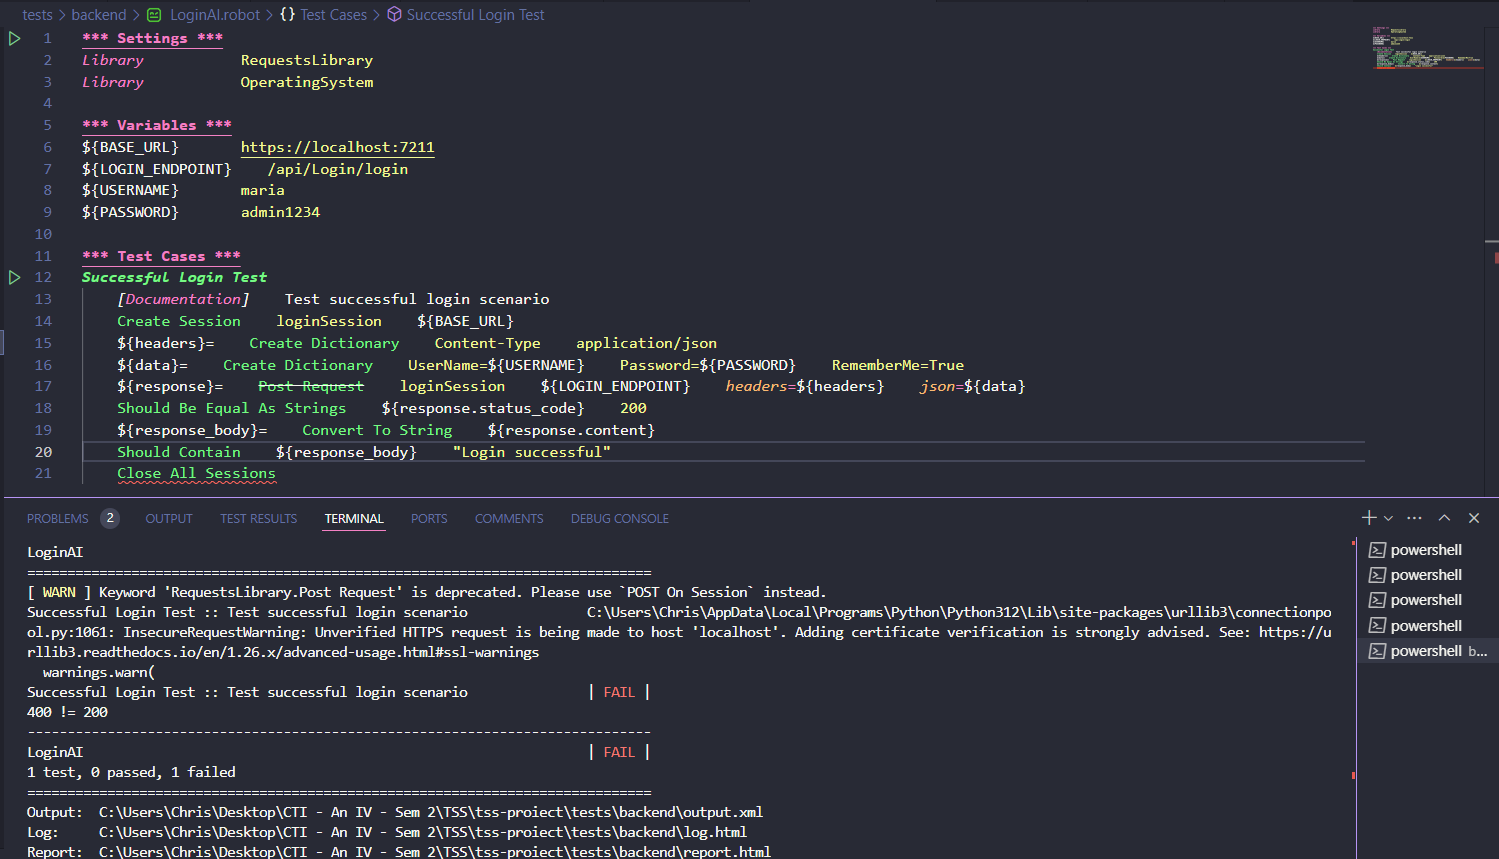 tests > backend > LoginAI.robot > {} Test Cases > Successful Login Test
1 *** Settings ***
2 Library RequestsLibrary
3 Library OperatingSystem
4
5 *** Variables ***
6 ${BASE_URL} https://localhost:7211
7 ${LOGIN_ENDPOINT} /api/Login/login
8 ${USERNAME} maria
9 ${PASSWORD} admin1234
10
11 *** Test Cases ***
12 Successful Login Test
13 [Documentation] Test successful login scenario
14 Create Session loginSession ${BASE_URL}
15 ${headers}= Create Dictionary Content-Type application/json
16 ${data}= Create Dictionary UserName=${USERNAME} Password=${PASSWORD} RememberMe=True
17 ${response}= Post Request loginSession ${LOGIN_ENDPOINT} headers=${headers} json=${data}
18 Should Be Equal As Strings ${response.status_code} 200
19 ${response_body}= Convert To String ${response.content}
20 Should Contain ${response_body} "Login successful"
21 Close All Sessions
PROBLEMS 2 OUTPUT TEST RESULTS TERMINAL PORTS COMMENTS DEBUG CONSOLE
LoginAI
==============================================================================
[ WARN ] Keyword 'RequestsLibrary.Post Request' is deprecated. Please use `POST On Session` instead.
Successful Login Test :: Test successful login scenario C:\Users\Chris\AppData\Local\Programs\Python\Python312\Lib\site-packages\urllib3\connectionpo
ol.py:1061: InsecureRequestWarning: Unverified HTTPS request is being made to host 'localhost'. Adding certificate verification is strongly advised. See: https://u
rllib3.readthedocs.io/en/1.26.x/advanced-usage.html#ssl-warnings
warnings.warn(
Successful Login Test :: Test successful login scenario | FAIL |
400 != 200
------------------------------------------------------------------------------
LoginAI | FAIL |
1 test, 0 passed, 1 failed
==============================================================================
Output: C:\Users\Chris\Desktop\CTI - An IV - Sem 2\TSS\tss-proiect\tests\backend\output.xml
Log: C:\Users\Chris\Desktop\CTI - An IV - Sem 2\TSS\tss-proiect\tests\backend\log.html
Report: C:\Users\Chris\Desktop\CTI - An IV - Sem 2\TSS\tss-proiect\tests\backend\report.html
powershell
powershell
powershell
powershell
powershell b...